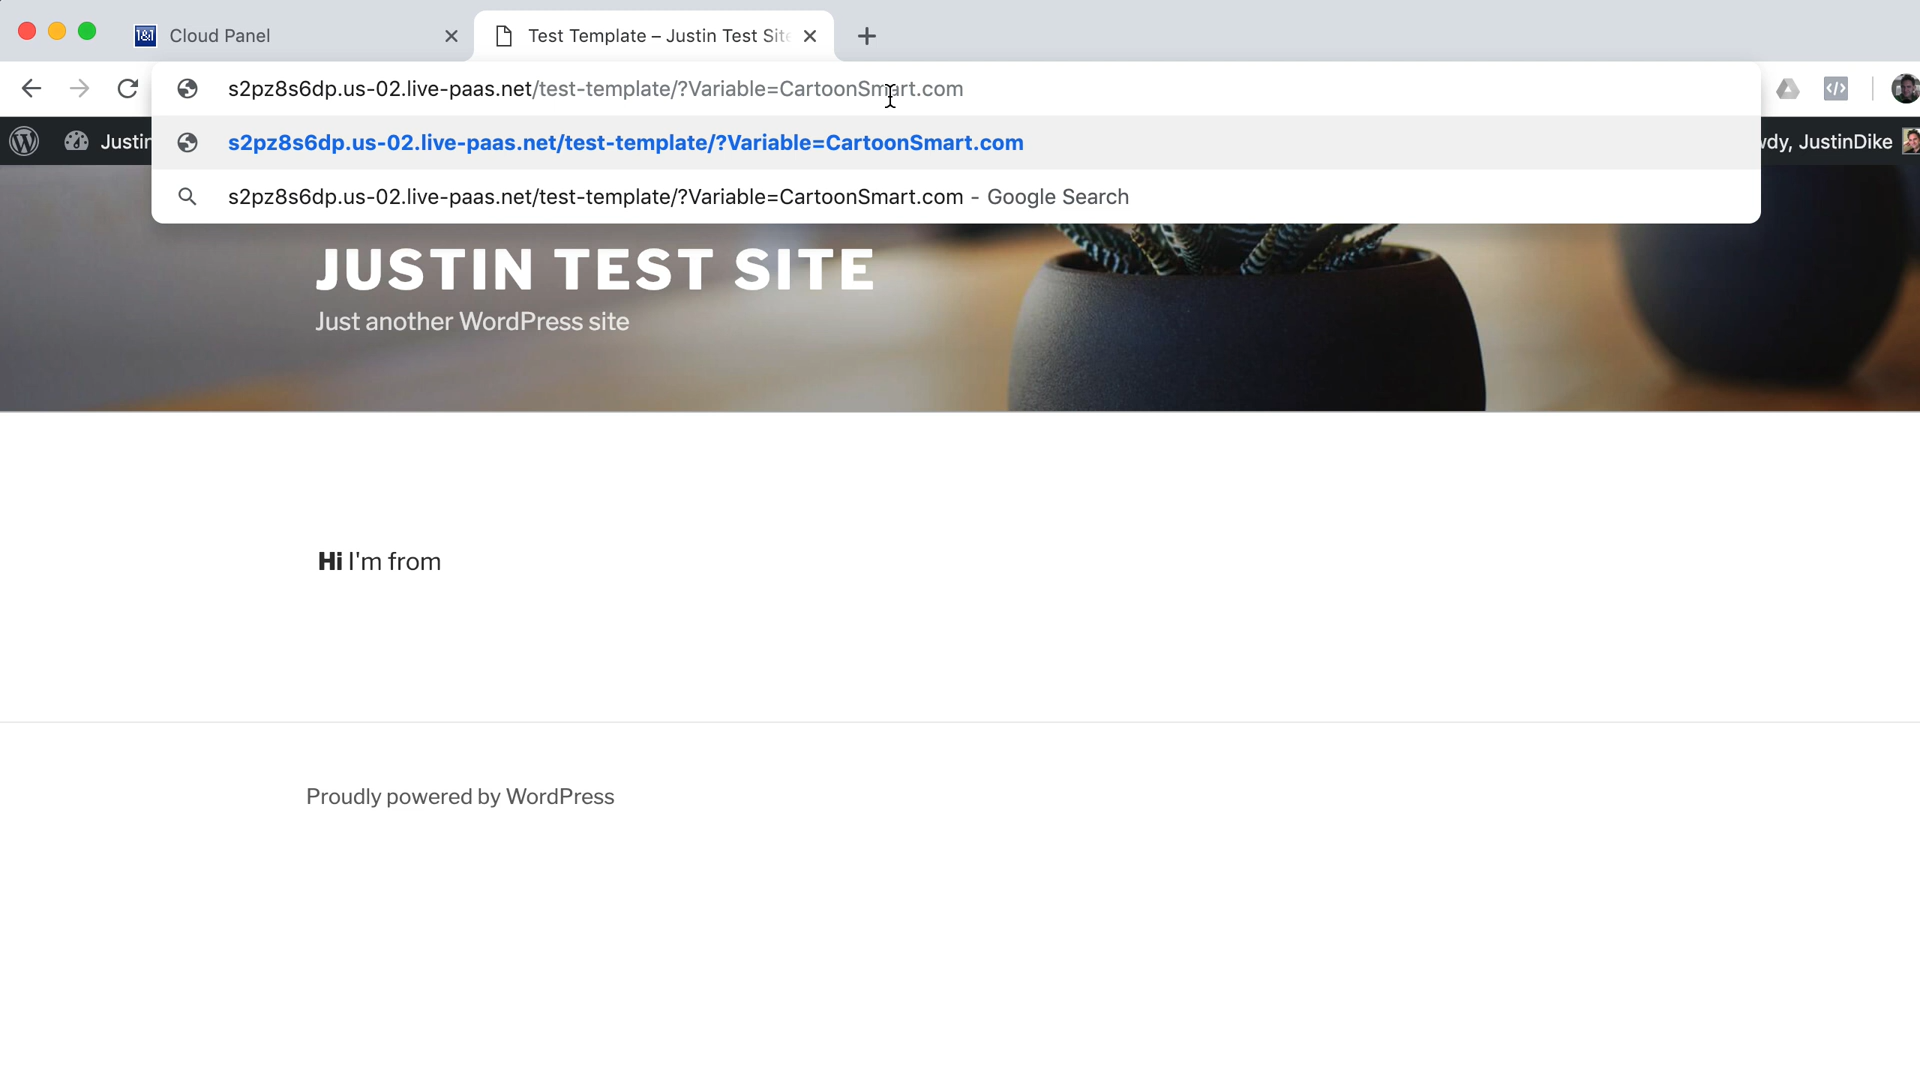 1&1 Cloud Panel
Test Template – Justin Test Site
s2pz8s6dp.us-02.live-paas.net/test-template/?Variable=CartoonSmart.com
s2pz8s6dp.us-02.live-paas.net/test-template/?Variable=CartoonSmart.com
s2pz8s6dp.us-02.live-paas.net/test-template/?Variable=CartoonSmart.com - Google Search
Justin
dy, JustinDike
JUSTIN TEST SITE
Just another WordPress site
Hi I'm from
Proudly powered by WordPress